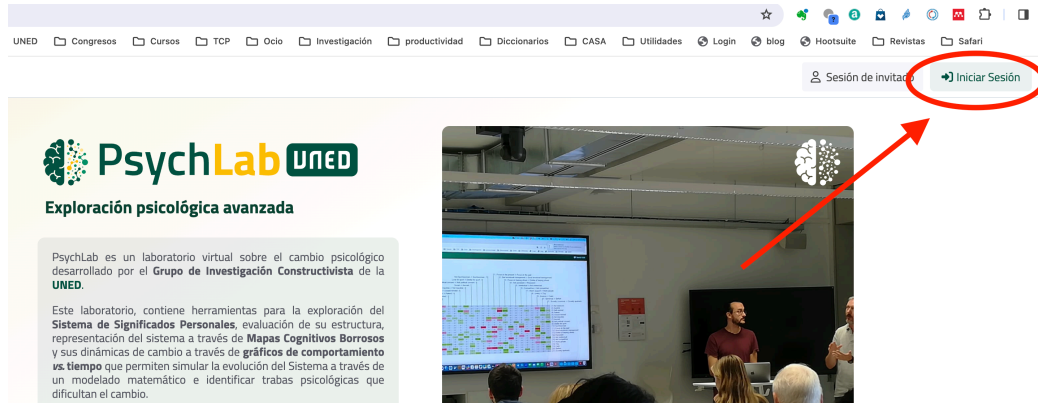 UNED Congresos Cursos TCP Ocio Investigación productividad Diccionarios CASA Utilidades Login blog Hootsuite Revistas Safari
Sesión de invitado Iniciar Sesión
PsychLab UNED
Exploración psicológica avanzada
PsychLab es un laboratorio virtual sobre el cambio psicológico
desarrollado por el Grupo de Investigación Constructivista de la
UNED.
Este laboratorio, contiene herramientas para la exploración del
Sistema de Significados Personales, evaluación de su estructura,
representación del sistema a través de Mapas Cognitivos Borrosos
y sus dinámicas de cambio a través de gráficos de comportamiento
vs. tiempo que permiten simular la evolución del Sistema a través de
un modelado matemático e identificar trabas psicológicas que
dificultan el cambio.